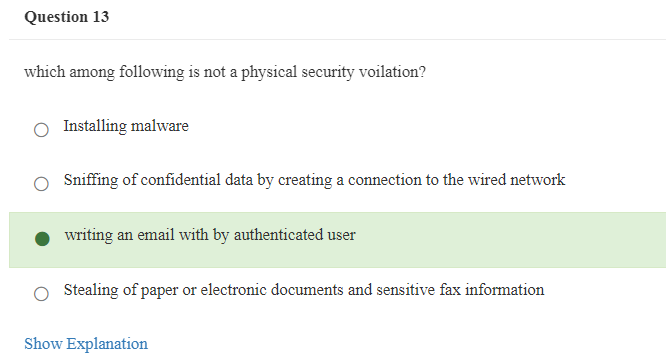 Question 13
which among following is not a physical security voilation?
Installing malware
Sniffing of confidential data by creating a connection to the wired network
writing an email with by authenticated user
Stealing of paper or electronic documents and sensitive fax information
Show Explanation